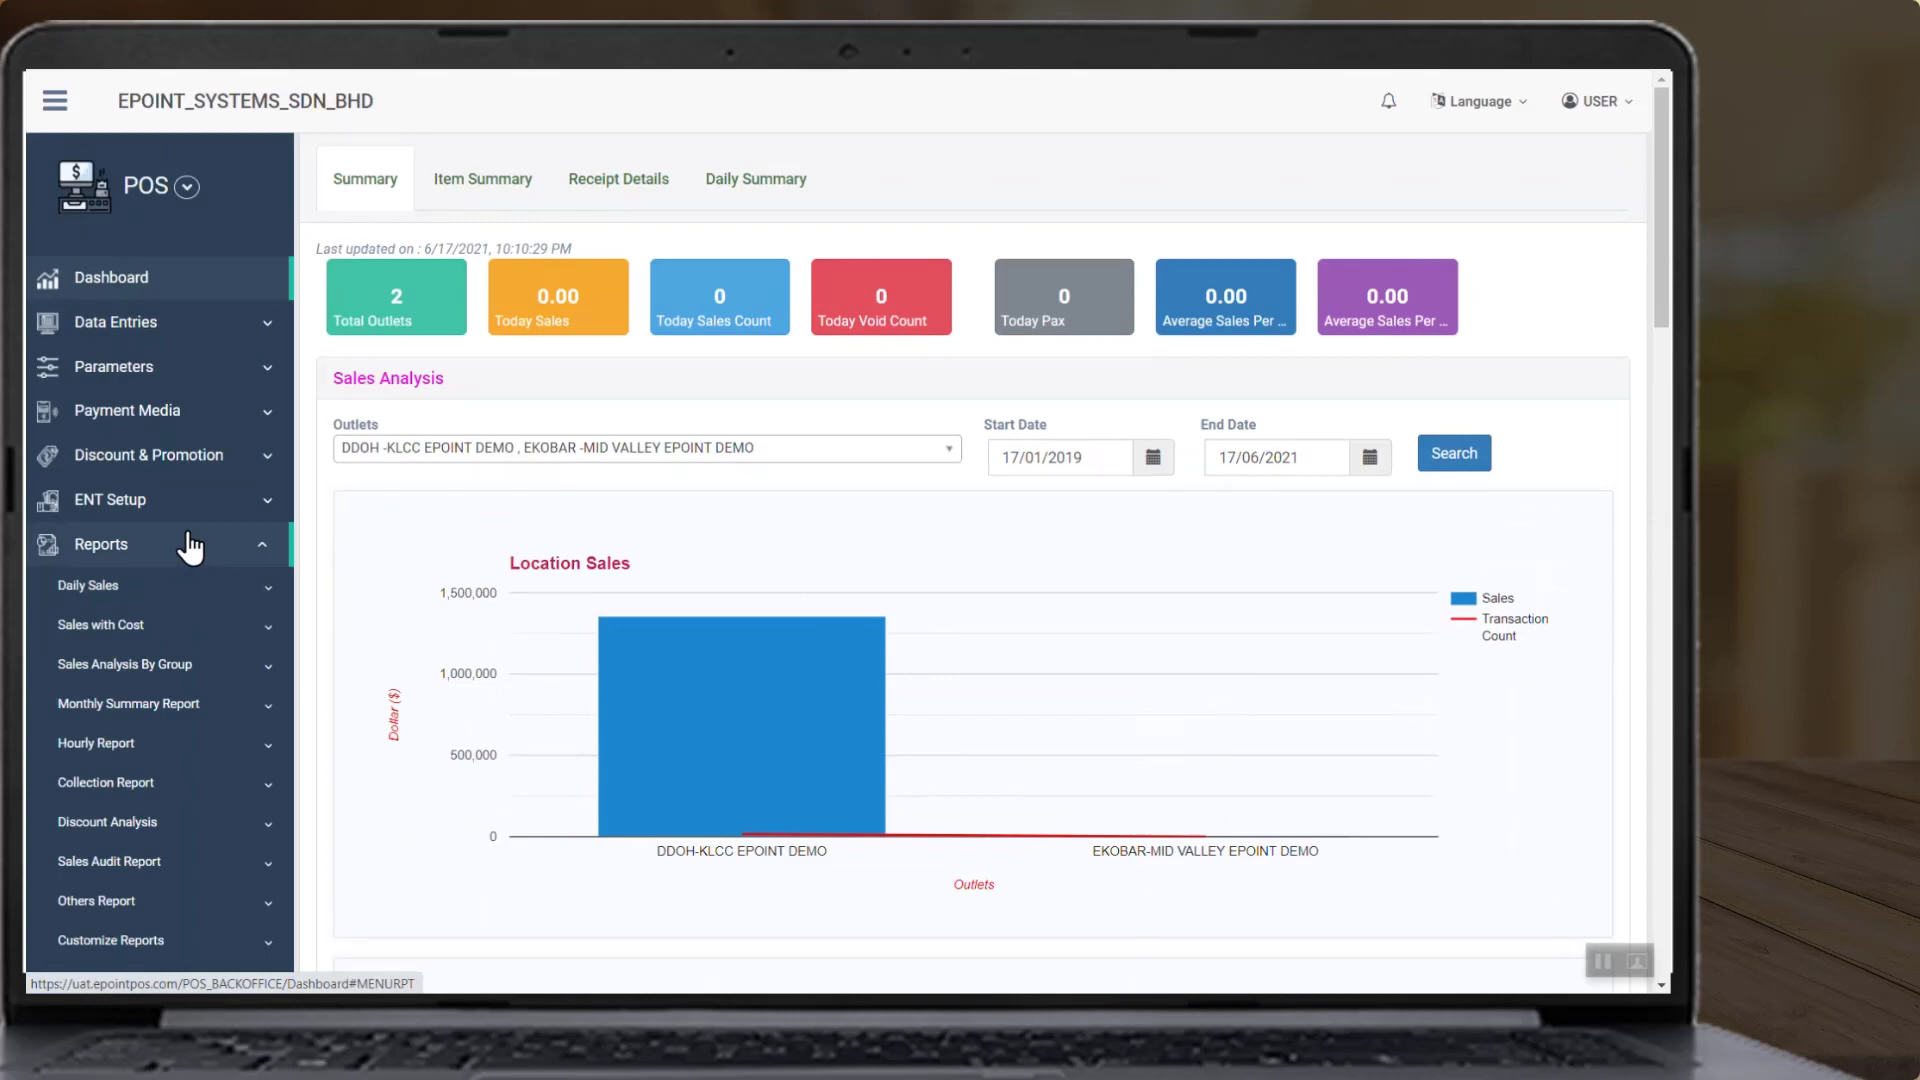 EPOINT_SYSTEMS_SDN_BHD
Language
USER
POS
Summary
Item Summary
Receipt Details
Daily Summary
Last updated on : 6/17/2021, 10:10:29 PM
2
Total Outlets
0.00
Today Sales
0
Today Sales Count
0
Today Void Count
0
Today Pax
0.00
Average Sales Per ...
0.00
Average Sales Per ...
Dashboard
Data Entries
Parameters
Payment Media
Discount & Promotion
ENT Setup
Reports
Daily Sales
Sales with Cost
Sales Analysis By Group
Monthly Summary Report
Hourly Report
Collection Report
Discount Analysis
Sales Audit Report
Others Report
Customize Reports
Sales Analysis
Outlets
DDOH -KLCC EPOINT DEMO , EKOBAR -MID VALLEY EPOINT DEMO
Start Date
17/01/2019
End Date
17/06/2021
Search
Location Sales
1,500,000
1,000,000
500,000
0
Dollar ($)
Sales
Transaction
Count
DDOH-KLCC EPOINT DEMO
EKOBAR-MID VALLEY EPOINT DEMO
Outlets
https://uat.epointpos.com/POS_BACKOFFICE/Dashboard#MENURPT